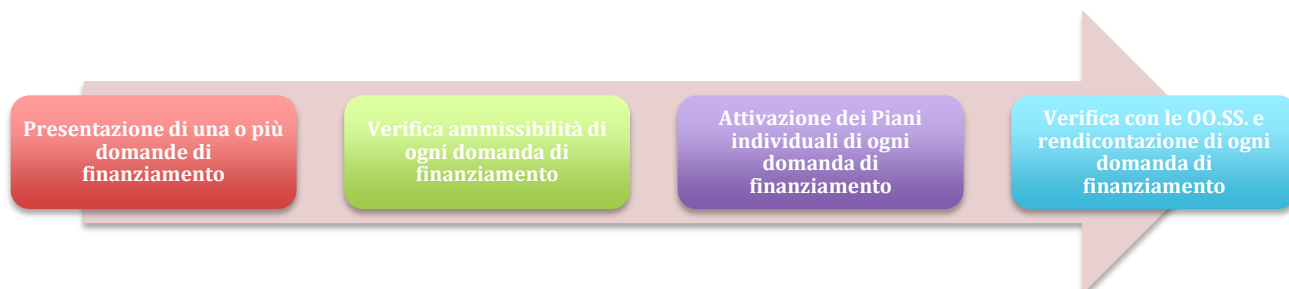 Presentazione di una o più
domande di
finanziamento
Verifica ammissibilità di
ogni domanda di
finanziamento
Attivazione dei Piani
individuali di ogni
domanda di
finanziamento
Verifica con le OO.SS. e
rendicontazione di ogni
domanda di
finanziamento